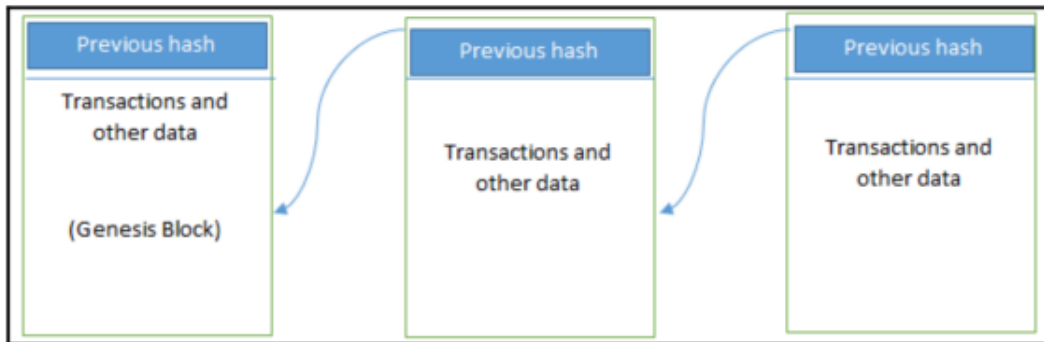 Previous hash
Transactions and
other data
(Genesis Block)
Previous hash
Transactions and
other data
Previous hash
Transactions and
other data